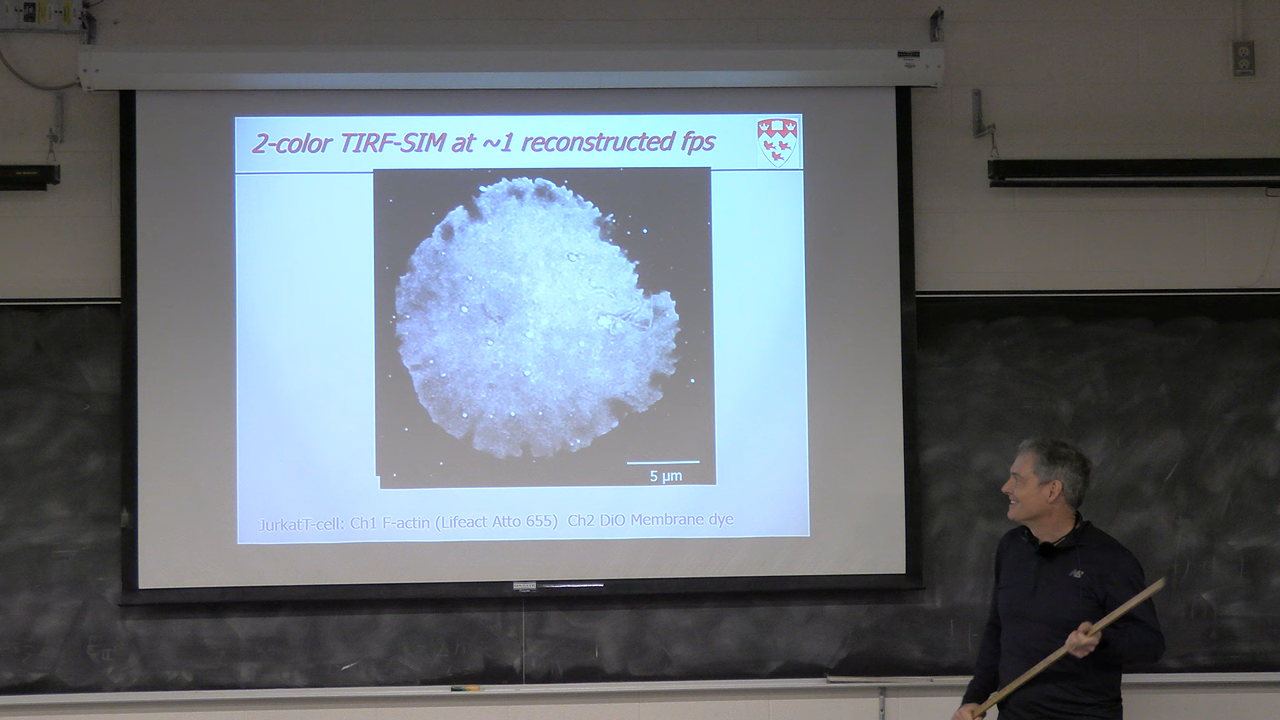 2-color TIRF-SIM at ~1 reconstructed fps
5 µm
JurkatT-cell: Ch1 F-actin (Lifeact Atto 655) Ch2 DiO Membrane dye